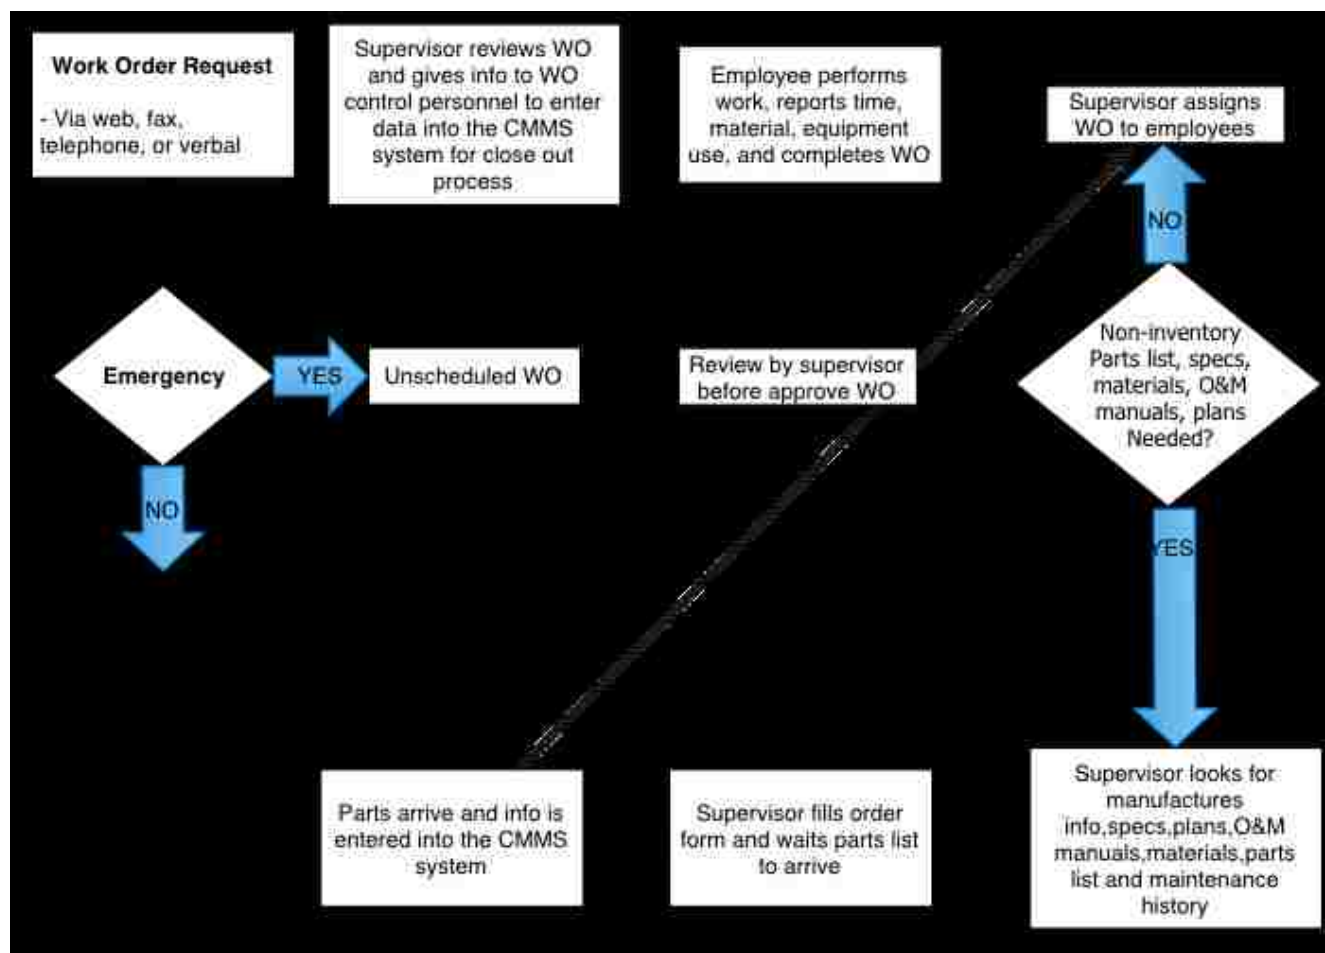 Work Order Request
- Via web, fax,
telephone, or verbal
Supervisor reviews WO
and gives info to WO
control personnel to enter
data into the CMMS
system for close out
process
Employee performs
work, reports time,
material, equipment
use, and completes WO
Supervisor assigns
WO to employees
NO
Emergency
YES
Unscheduled WO
Review by supervisor
before approve WO
Non-inventory
Parts list, specs,
materials, O&M
manuals, plans
Needed?
NO
YES
Parts arrive and info is
entered into the CMMS
system
Supervisor fills order
form and waits parts list
to arrive
Supervisor looks for
manufactures
info,specs,plans,O&M
manuals,materials,parts
list and maintenance
history